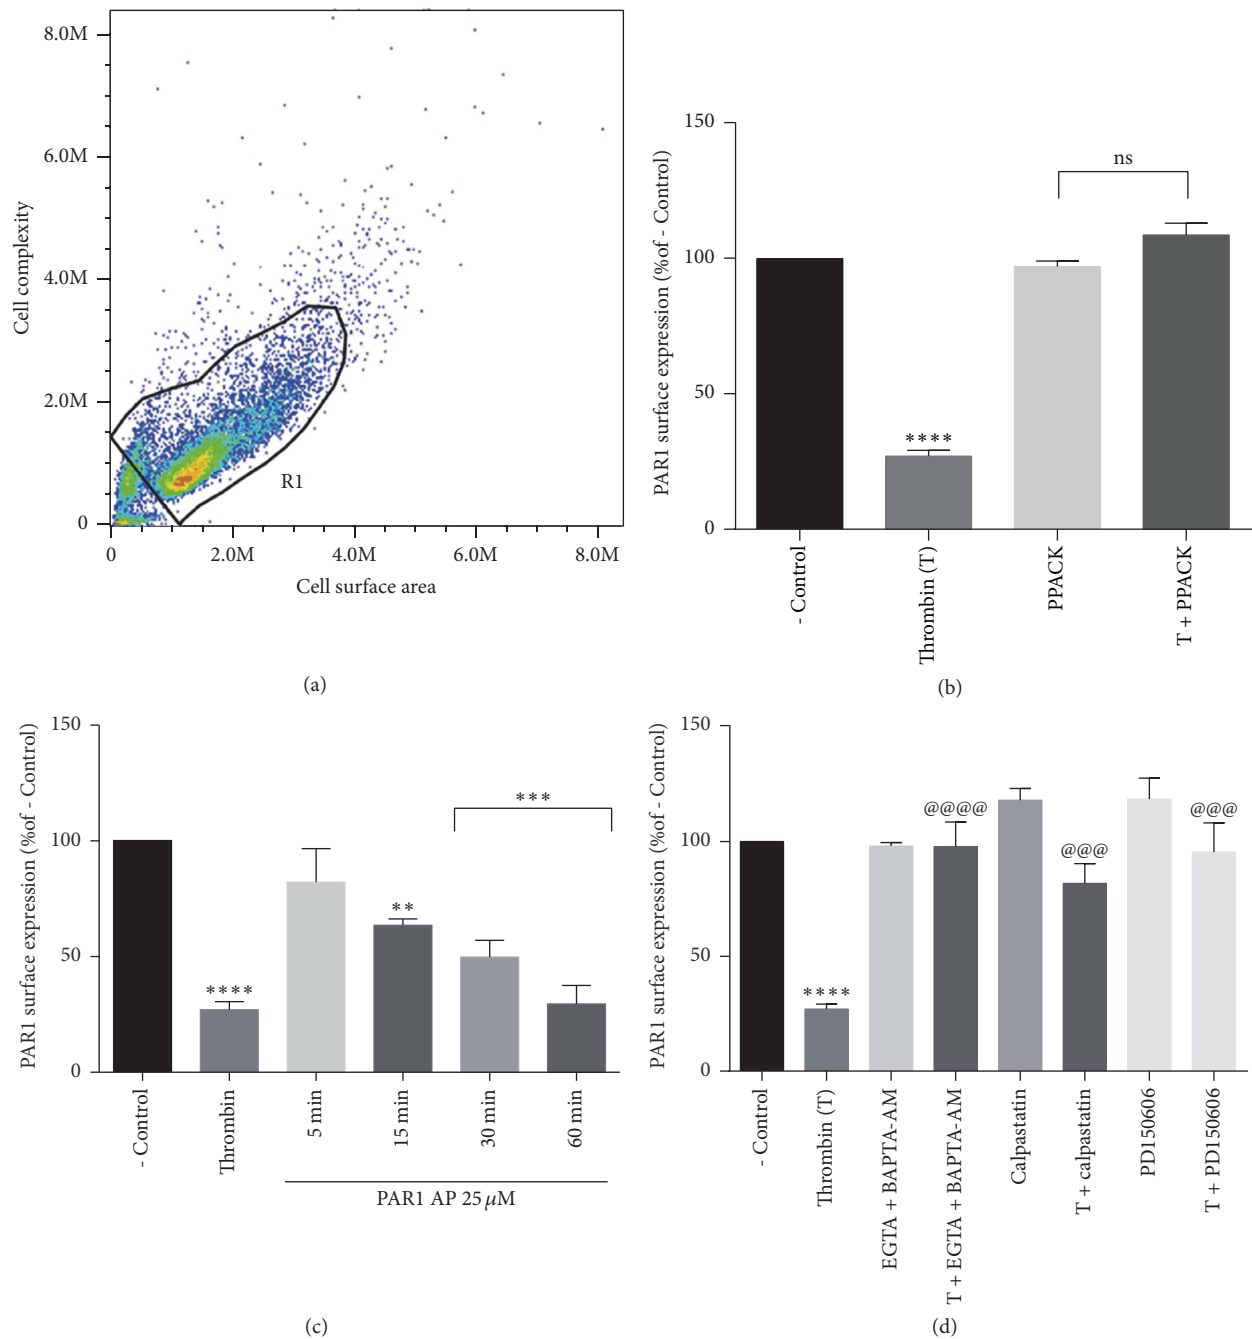 8.0M
6.0M
4.0M
2.0M
0
Cell complexity
R1
0 2.0M 4.0M 6.0M 8.0M
Cell surface area
(a)
150
100
50
0
PAR1 surface expression (%of - Control)
ns
****
- Control
Thrombin (T)
PPACK
T + PPACK
(b)
150
100
50
0
PAR1 surface expression (%of - Control)
***
**
****
- Control
Thrombin
5 min
15 min
30 min
60 min
PAR1 AP 25 μM
(c)
150
100
50
0
PAR1 surface expression (%of - Control)
****
@@@@
@@@
@@@
- Control
Thrombin (T)
EGTA + BAPTA-AM
T + EGTA + BAPTA-AM
Calpastatin
T + calpastatin
PD150606
T + PD150606
(d)